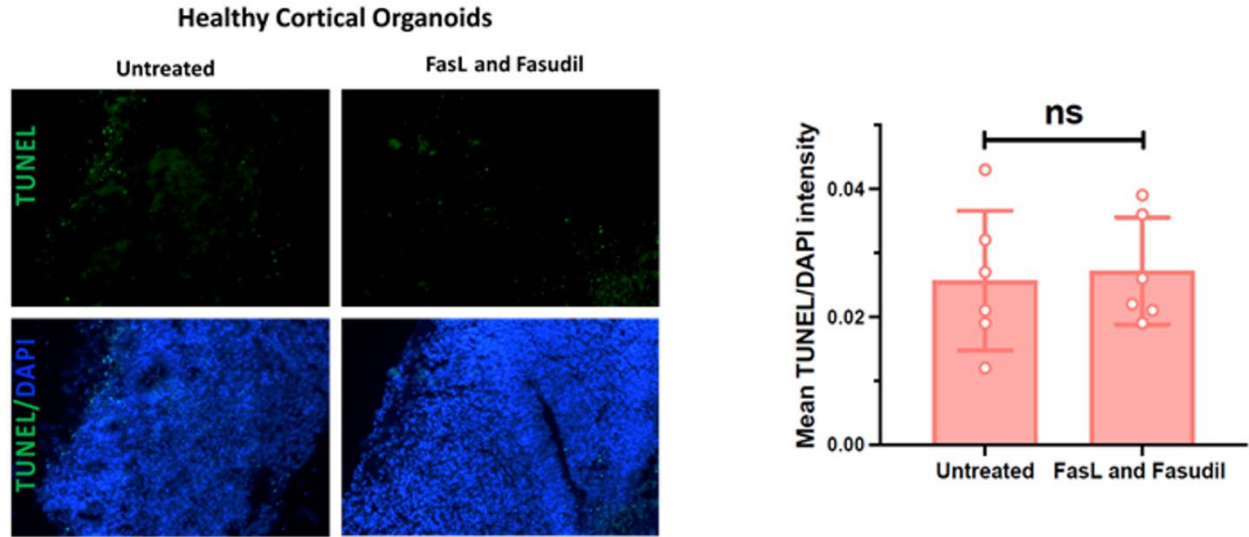 Healthy Cortical Organoids
Untreated
FasL and Fasudil
TUNEL
TUNEL/DAPI
ns
Mean TUNEL/DAPI intensity
0.04
0.02
0.00
Untreated
FasL and Fasudil